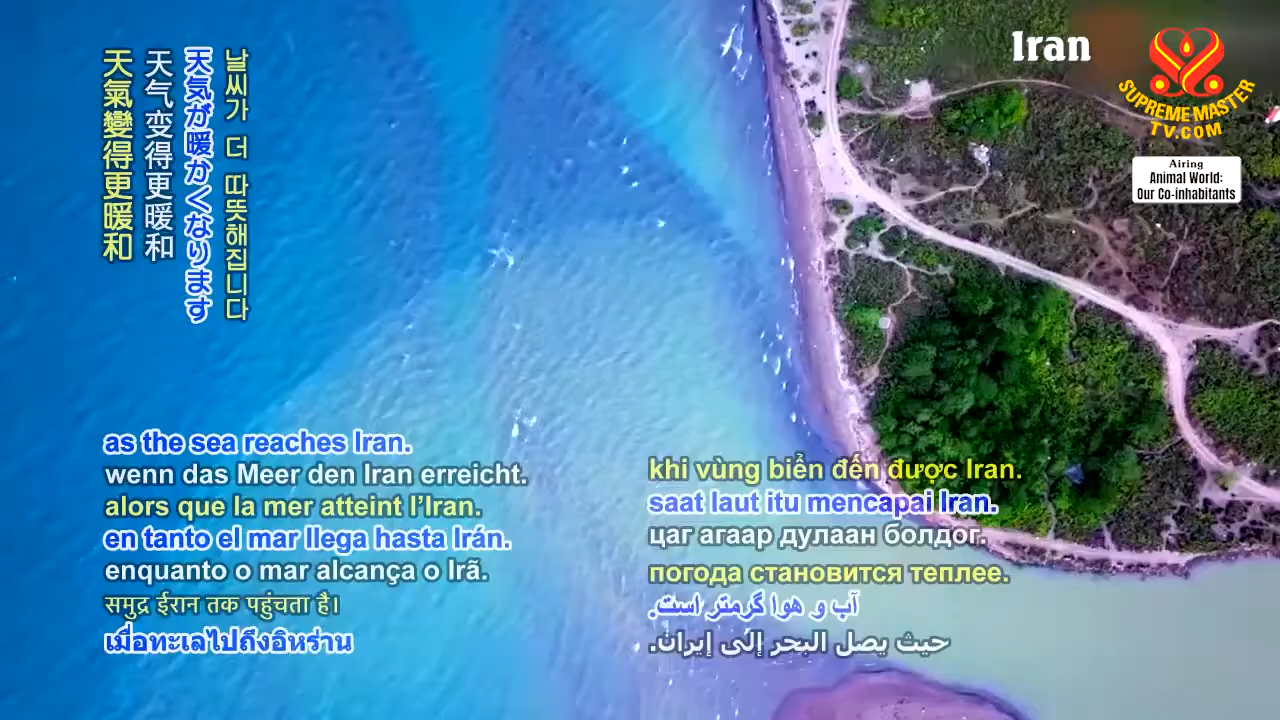 Iran
SUPREME MASTER
TV.COM
Airing
Animal World:
Our Co-inhabitants
날씨가 더 따뜻해집니다
天気が暖かくなります
天气变得更暖和
天氣變得更暖和
as the sea reaches Iran.
wenn das Meer den Iran erreicht.
alors que la mer atteint l’Iran.
en tanto el mar llega hasta Irán.
enquanto o mar alcança o Irã.
समुद्र ईरान तक पहुंचता है।
เมื่อทะเลไปถึงอิหร่าน
khi vùng biển đến được Iran.
saat laut itu mencapai Iran.
цаг агаар дулаан болдог.
погода становится теплее.
آب و هوا گرمتر است.
حيث يصل البحر إلى إيران.